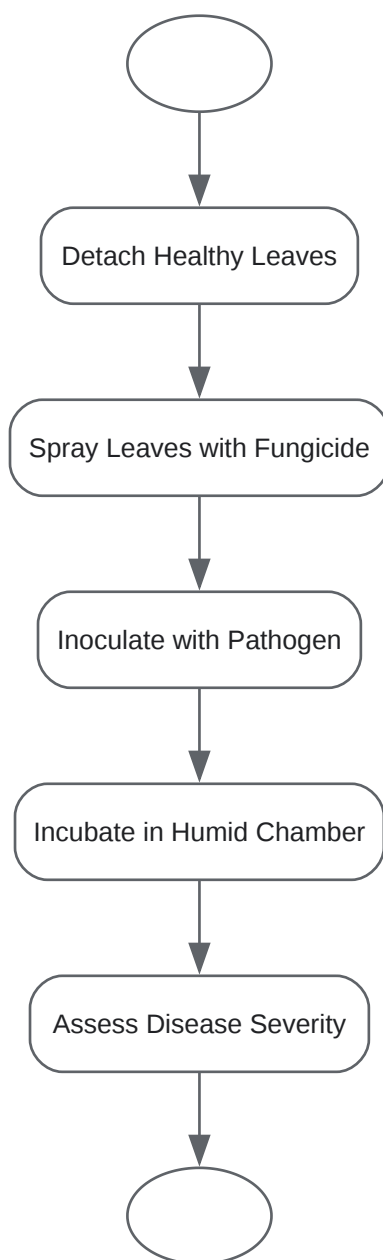 Detach Healthy Leaves
Spray Leaves with Fungicide
Inoculate with Pathogen
Incubate in Humid Chamber
Assess Disease Severity